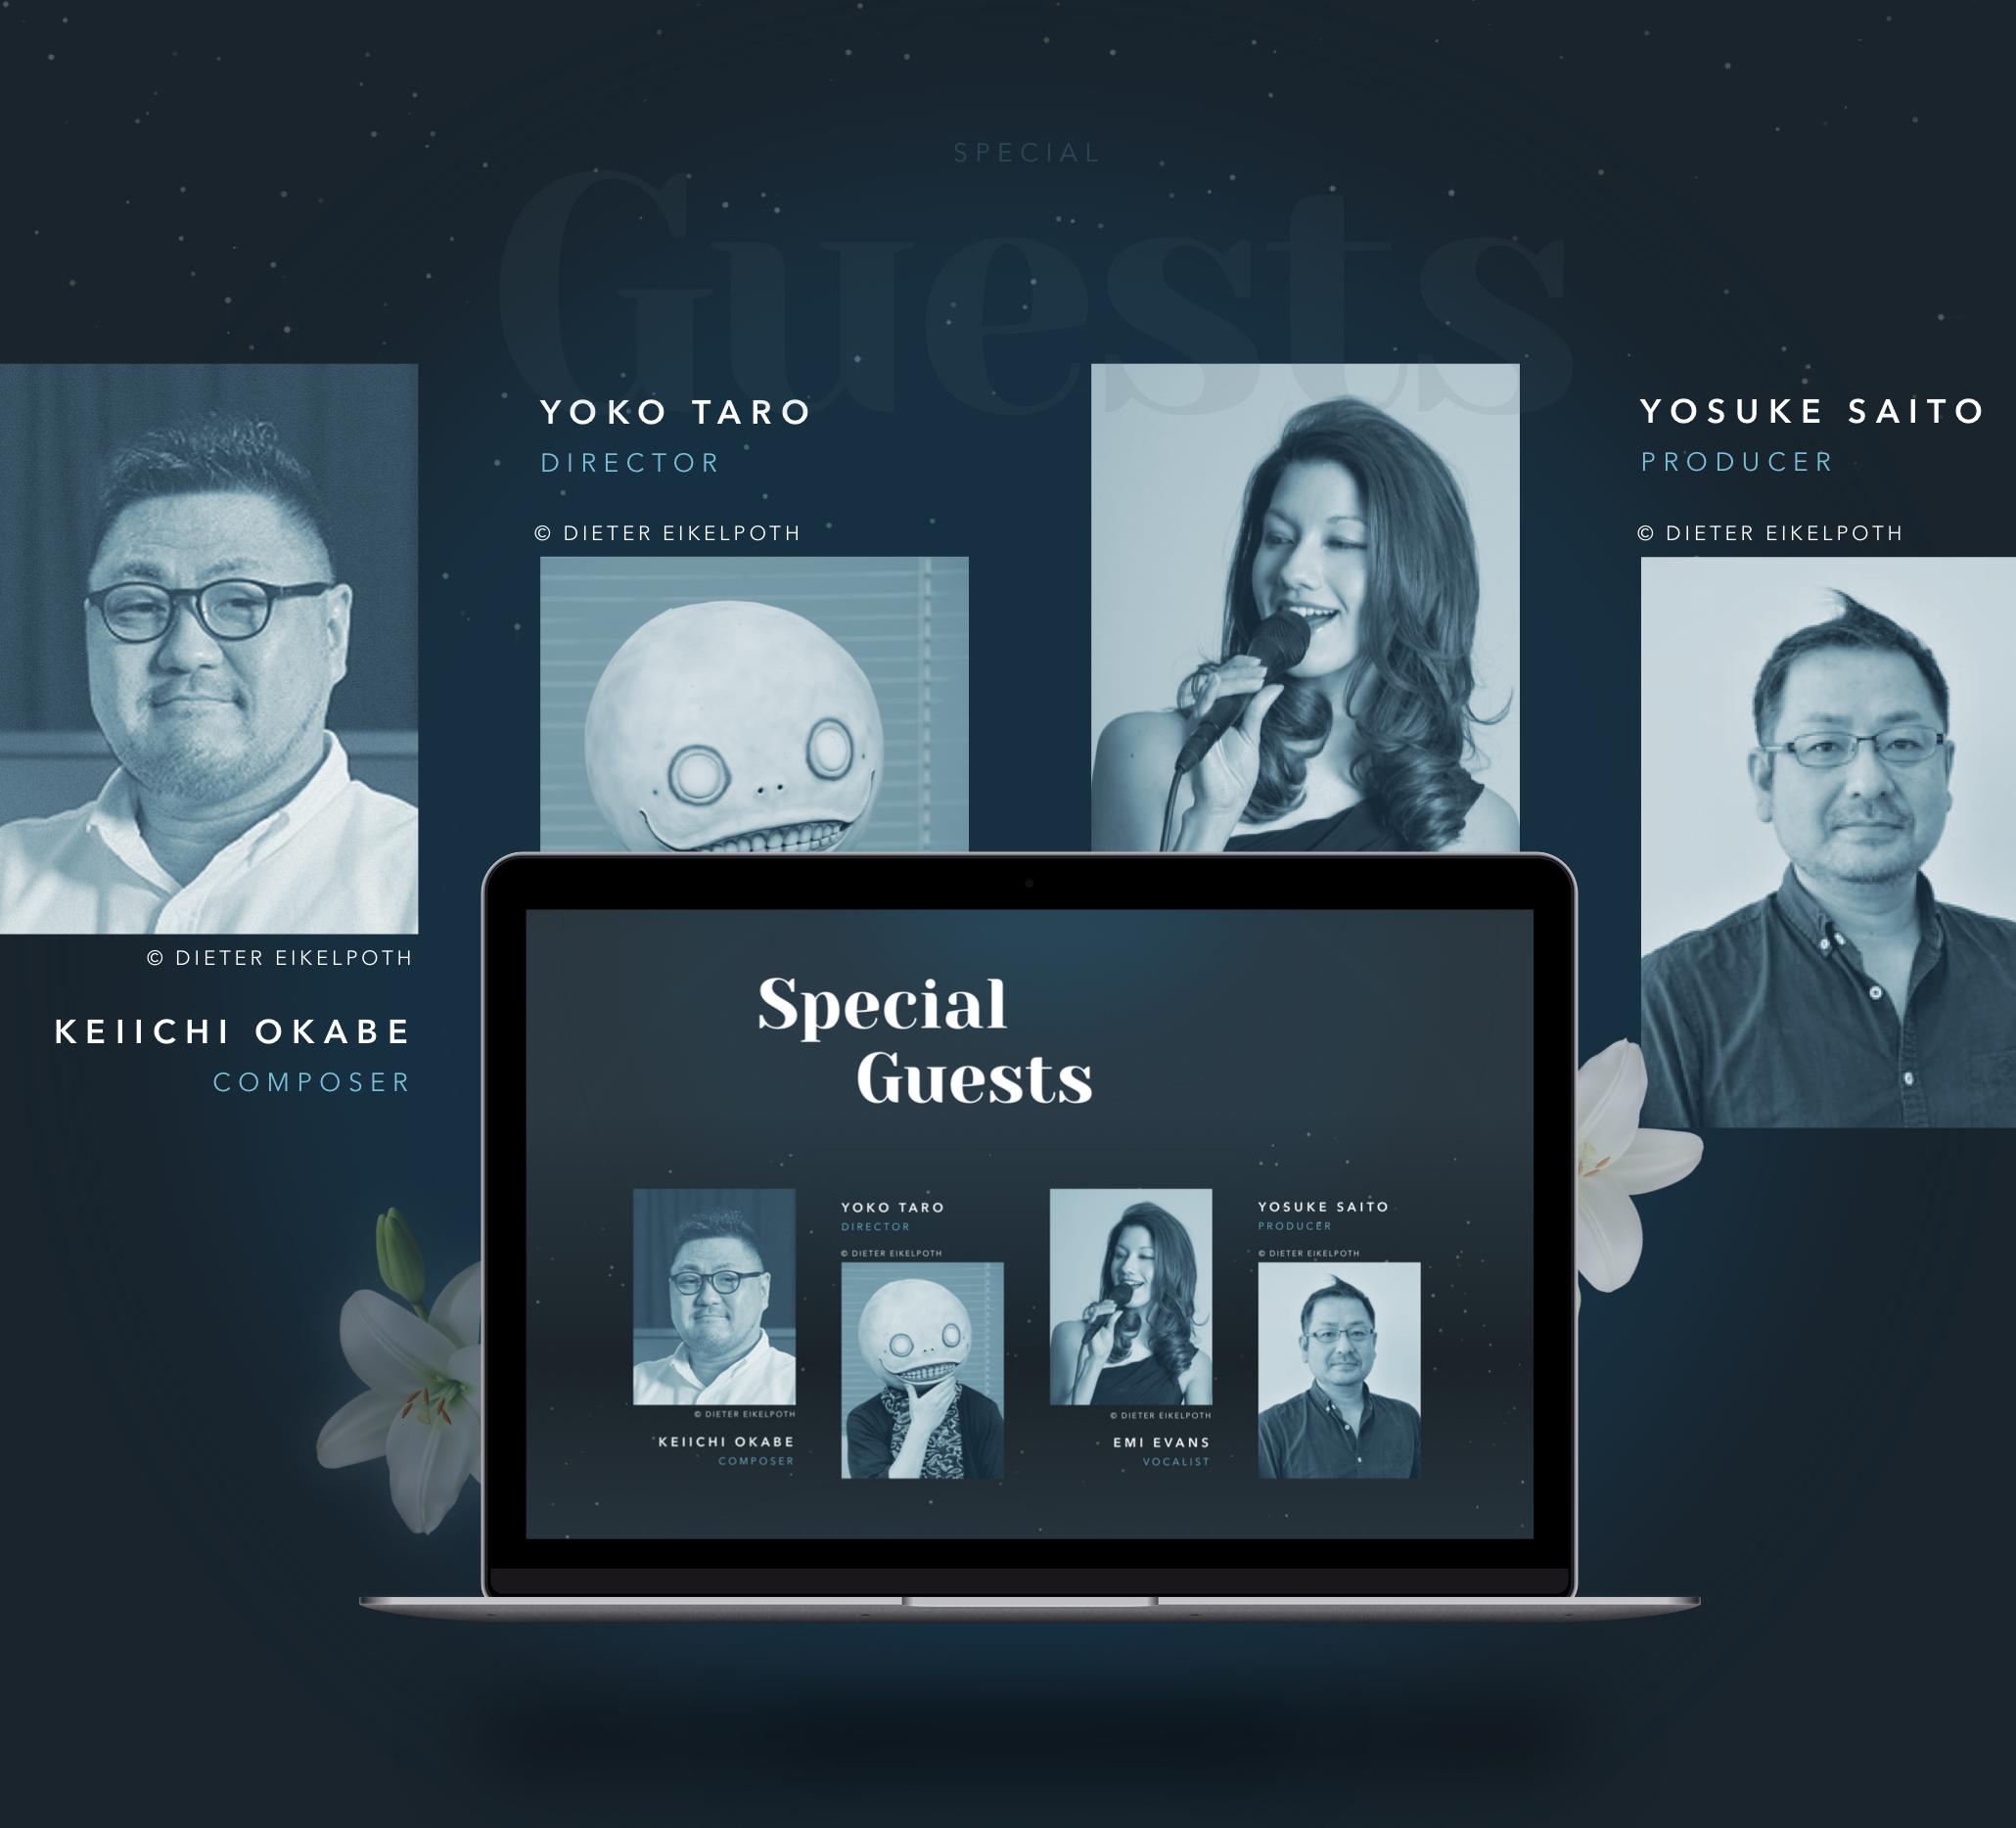 SPECIAL
Guests
YOKO TARO
DIRECTOR
© DIETER EIKELPOTH
YOSUKE SAITO
PRODUCER
© DIETER EIKELPOTH
© DIETER EIKELPOTH
KEIICHI OKABE
COMPOSER
Special
Guests
YOKO TARO
DIRECTOR
© DIETER EIKELPOTH
YOSUKE SAITO
PRODUCER
© DIETER EIKELPOTH
© DIETER EIKELPOTH
KEIICHI OKABE
COMPOSER
© DIETER EIKELPOTH
EMI EVANS
VOCALIST